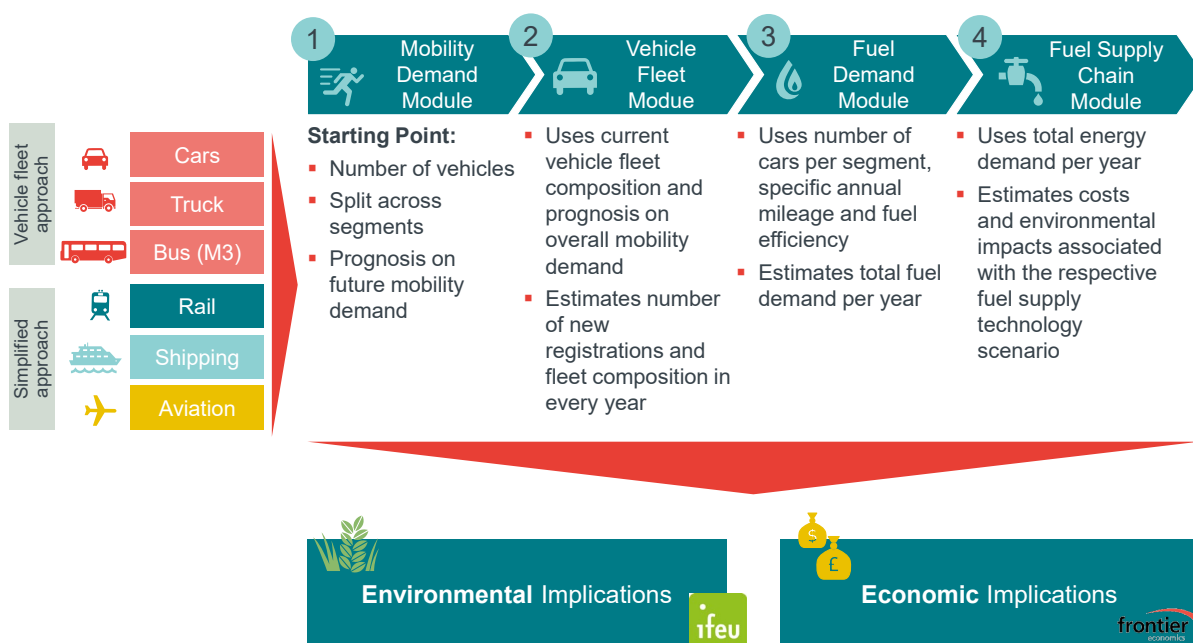 1
Mobility
Demand
Module
2
Vehicle
Fleet
Modue
3
Fuel
Demand
Module
4
Fuel Supply
Chain
Module
Vehicle fleet
approach
Cars
Truck
Bus (M3)
Simplified
approach
Rail
Shipping
Aviation
Starting Point:
Number of vehicles
Split across
segments
Prognosis on
future mobility
demand
Uses current
vehicle fleet
composition and
prognosis on
overall mobility
demand
Estimates number
of new
registrations and
fleet composition in
every year
Uses number of
cars per segment,
specific annual
mileage and fuel
efficiency
Estimates total fuel
demand per year
Uses total energy
demand per year
Estimates costs
and environmental
impacts associated
with the respective
fuel supply
technology
scenario
Environmental Implications
ifeu
$
£
Economic Implications
frontier
economics